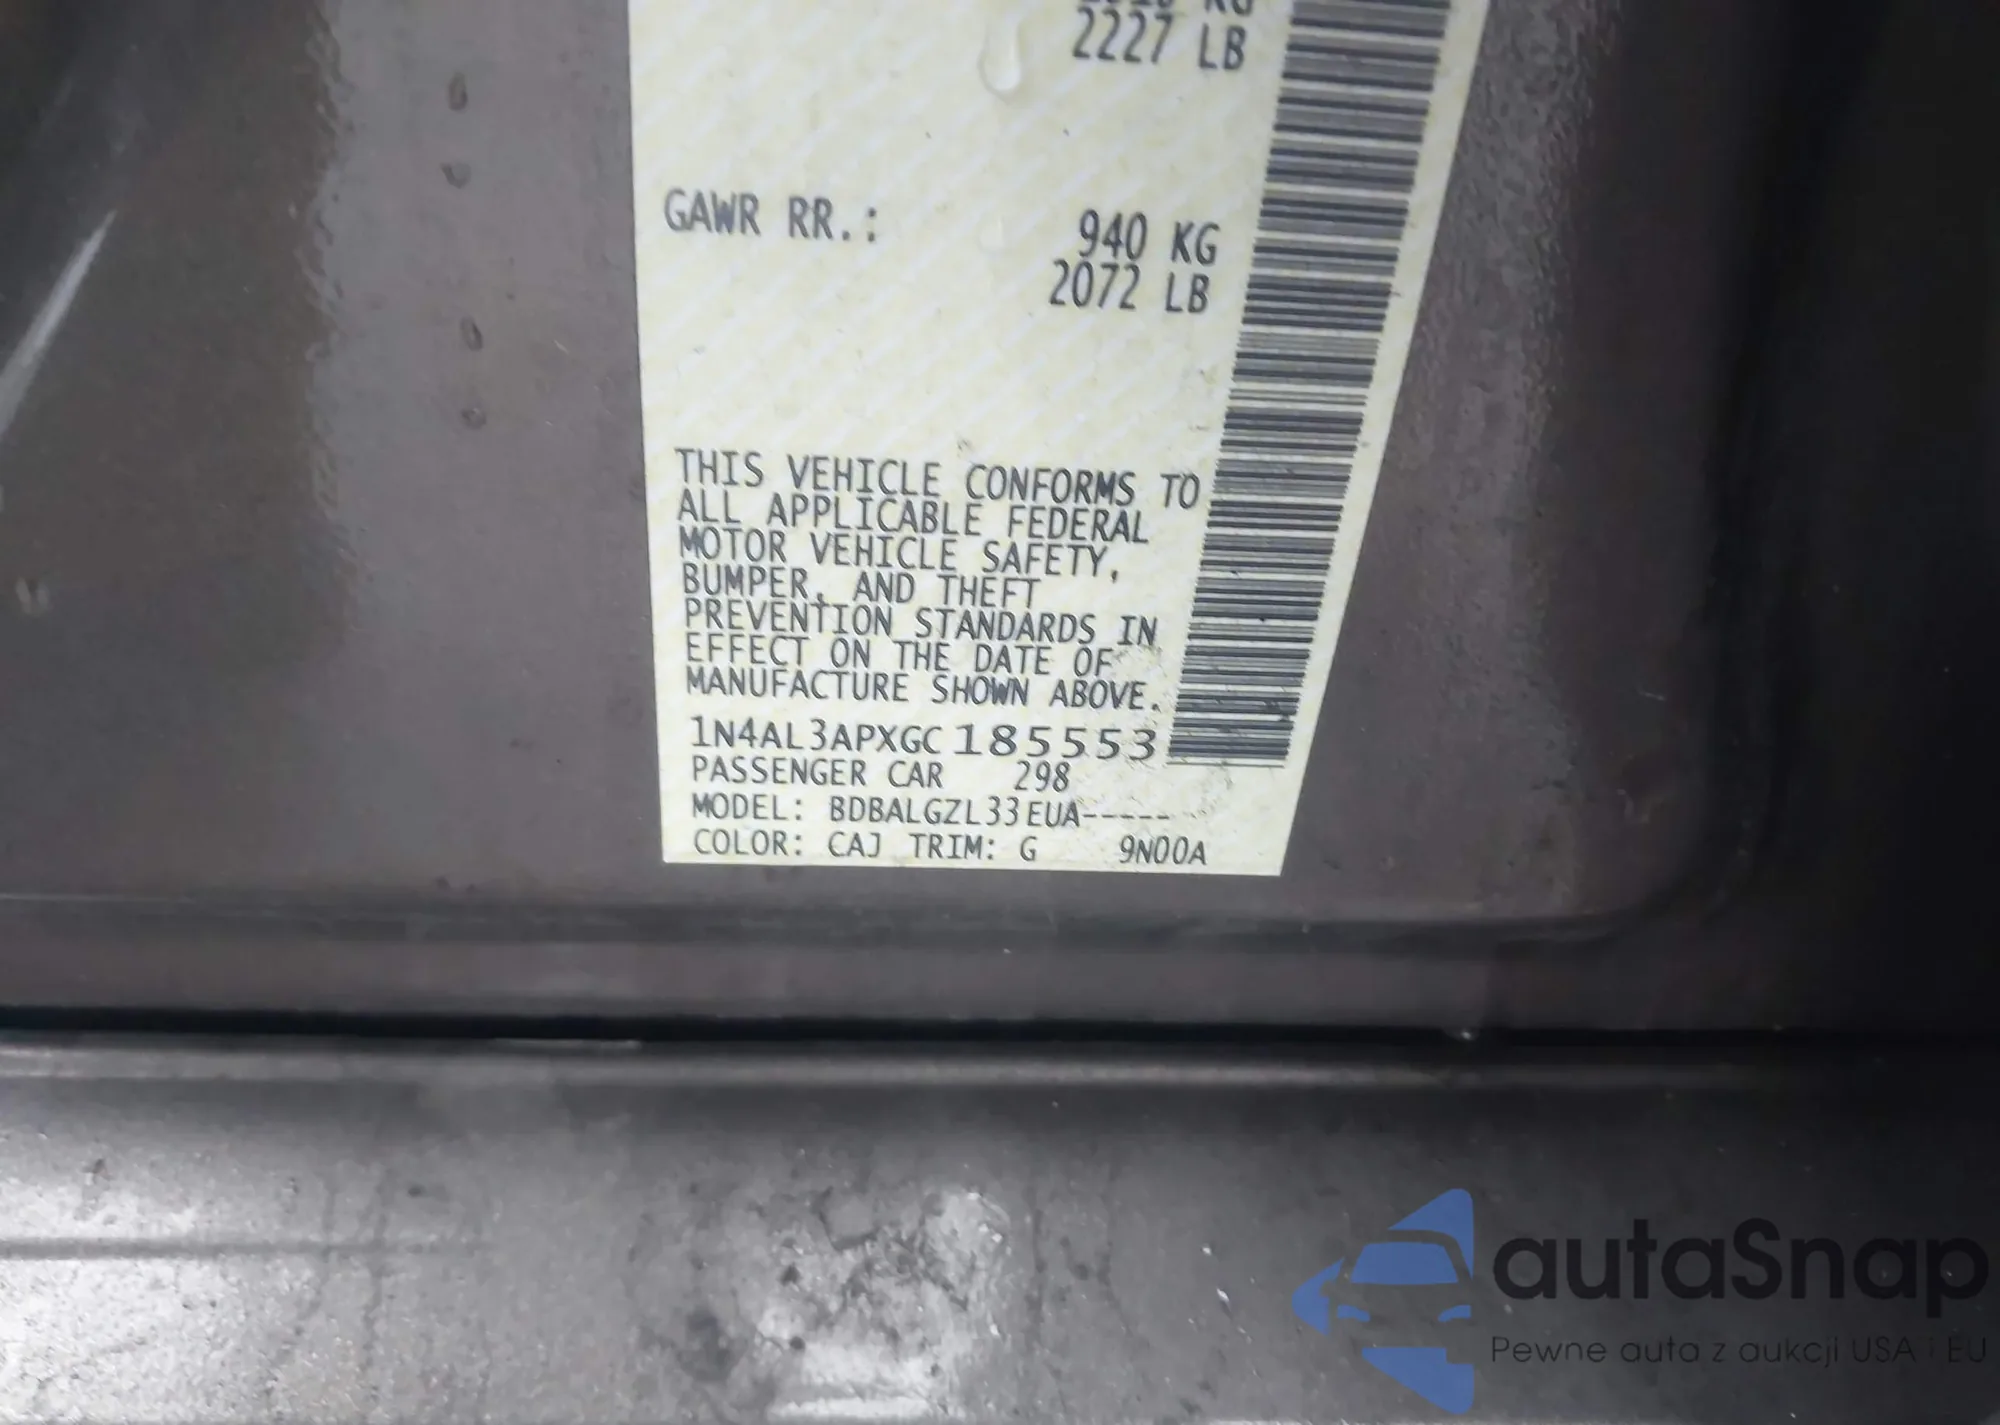 KG
2227 LB
GAWR RR.: 940 KG
2072 LB
THIS VEHICLE CONFORMS TO
ALL APPLICABLE FEDERAL
MOTOR VEHICLE SAFETY,
BUMPER, AND THEFT
PREVENTION STANDARDS IN
EFFECT ON THE DATE OF
MANUFACTURE SHOWN ABOVE.
1N4AL3APXGC185553
PASSENGER CAR 298
MODEL: BDBALGZL33EUA-----
COLOR: CAJ TRIM: G 9N00A
autaSnap
Pewne auta z aukcji USA i EU